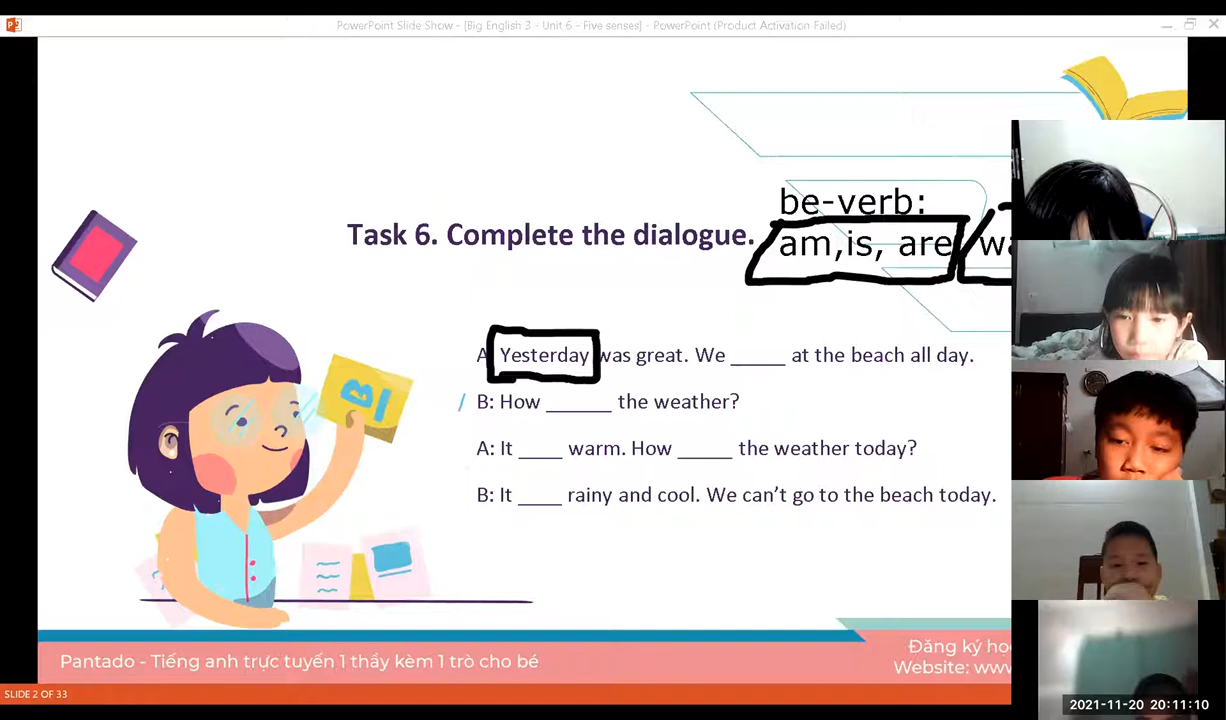 PowerPoint Slide Show - [Big English 3 - Unit 6 - Five senses] - PowerPoint (Product Activation Failed)
be-verb:
Task 6. Complete the dialogue.
am,is, are
A: Yesterday was great. We _____ at the beach all day.
B: How ______ the weather?
A: It ____ warm. How _____ the weather today?
B: It ____ rainy and cool. We can't go to the beach today.
Pantado - Tiếng anh trực tuyến 1 thầy kèm 1 trò cho bé
Đăng ký
Website:
SLIDE 2 OF 33
2021-11-20 20:11:10